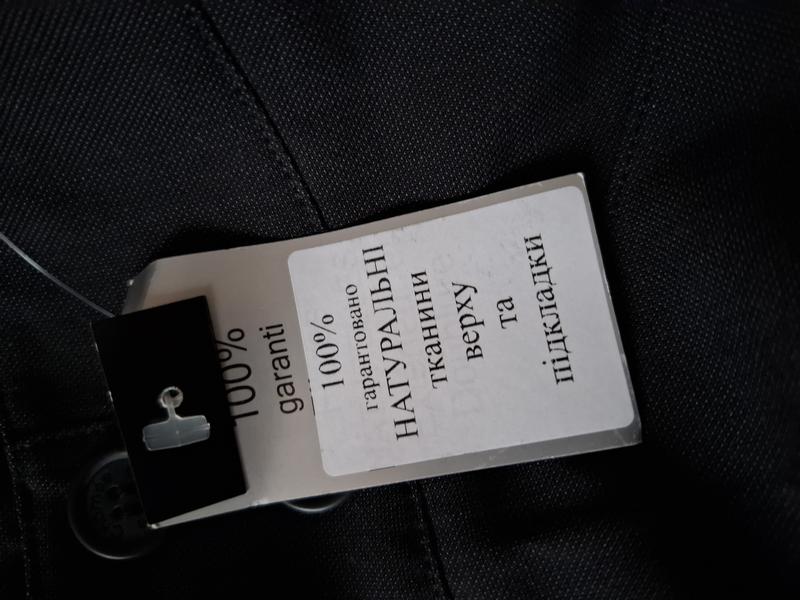 100%
garanti
100%
гарантовано
НАТУРАЛЬНІ
тканини
верху
та
підкладки